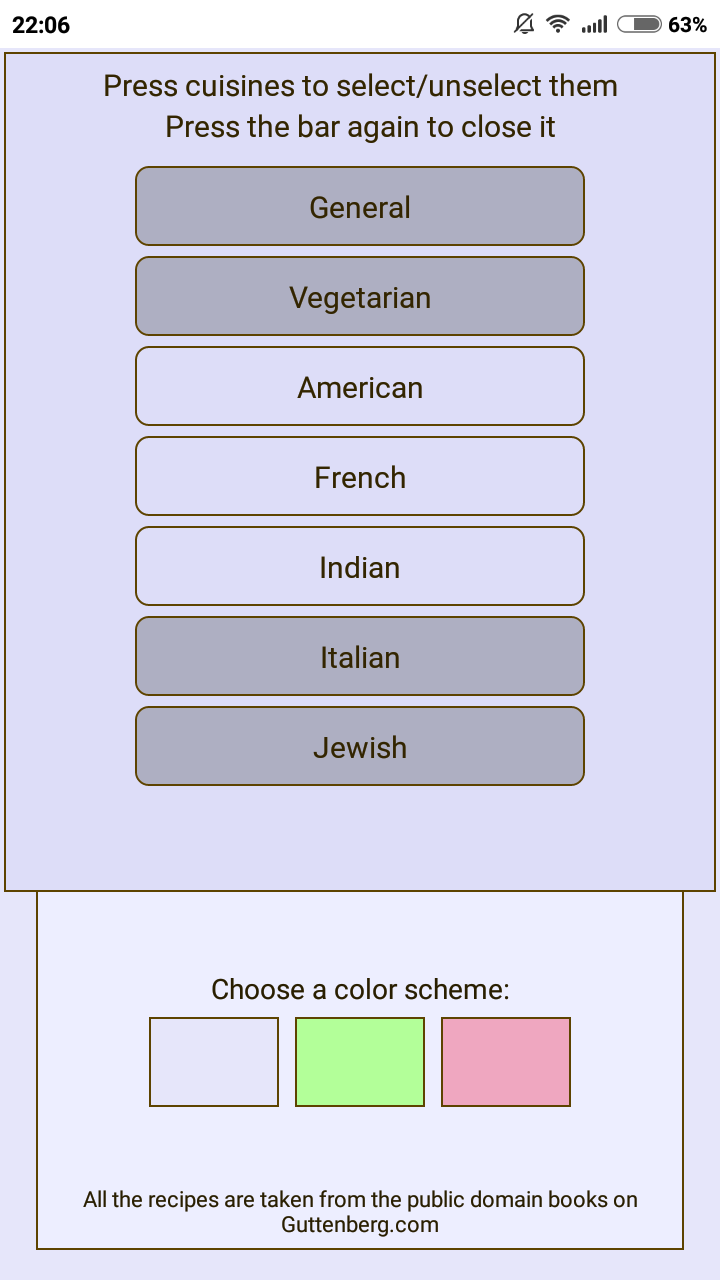 22:06
63%
Press cuisines to select/unselect them
Press the bar again to close it
General
Vegetarian
American
French
Indian
Italian
Jewish
Choose a color scheme:
All the recipes are taken from the public domain books on
Guttenberg.com